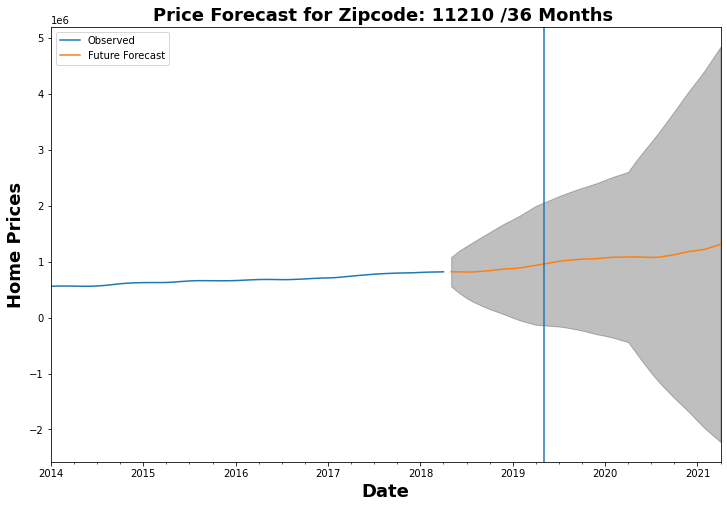 Price Forecast for Zipcode: 11210 /36 Months
1e6
Observed
Future Forecast
5
4
3
2
1
0
−1
−2
Home Prices
2014 2015 2016 2017 2018 2019 2020 2021
Date